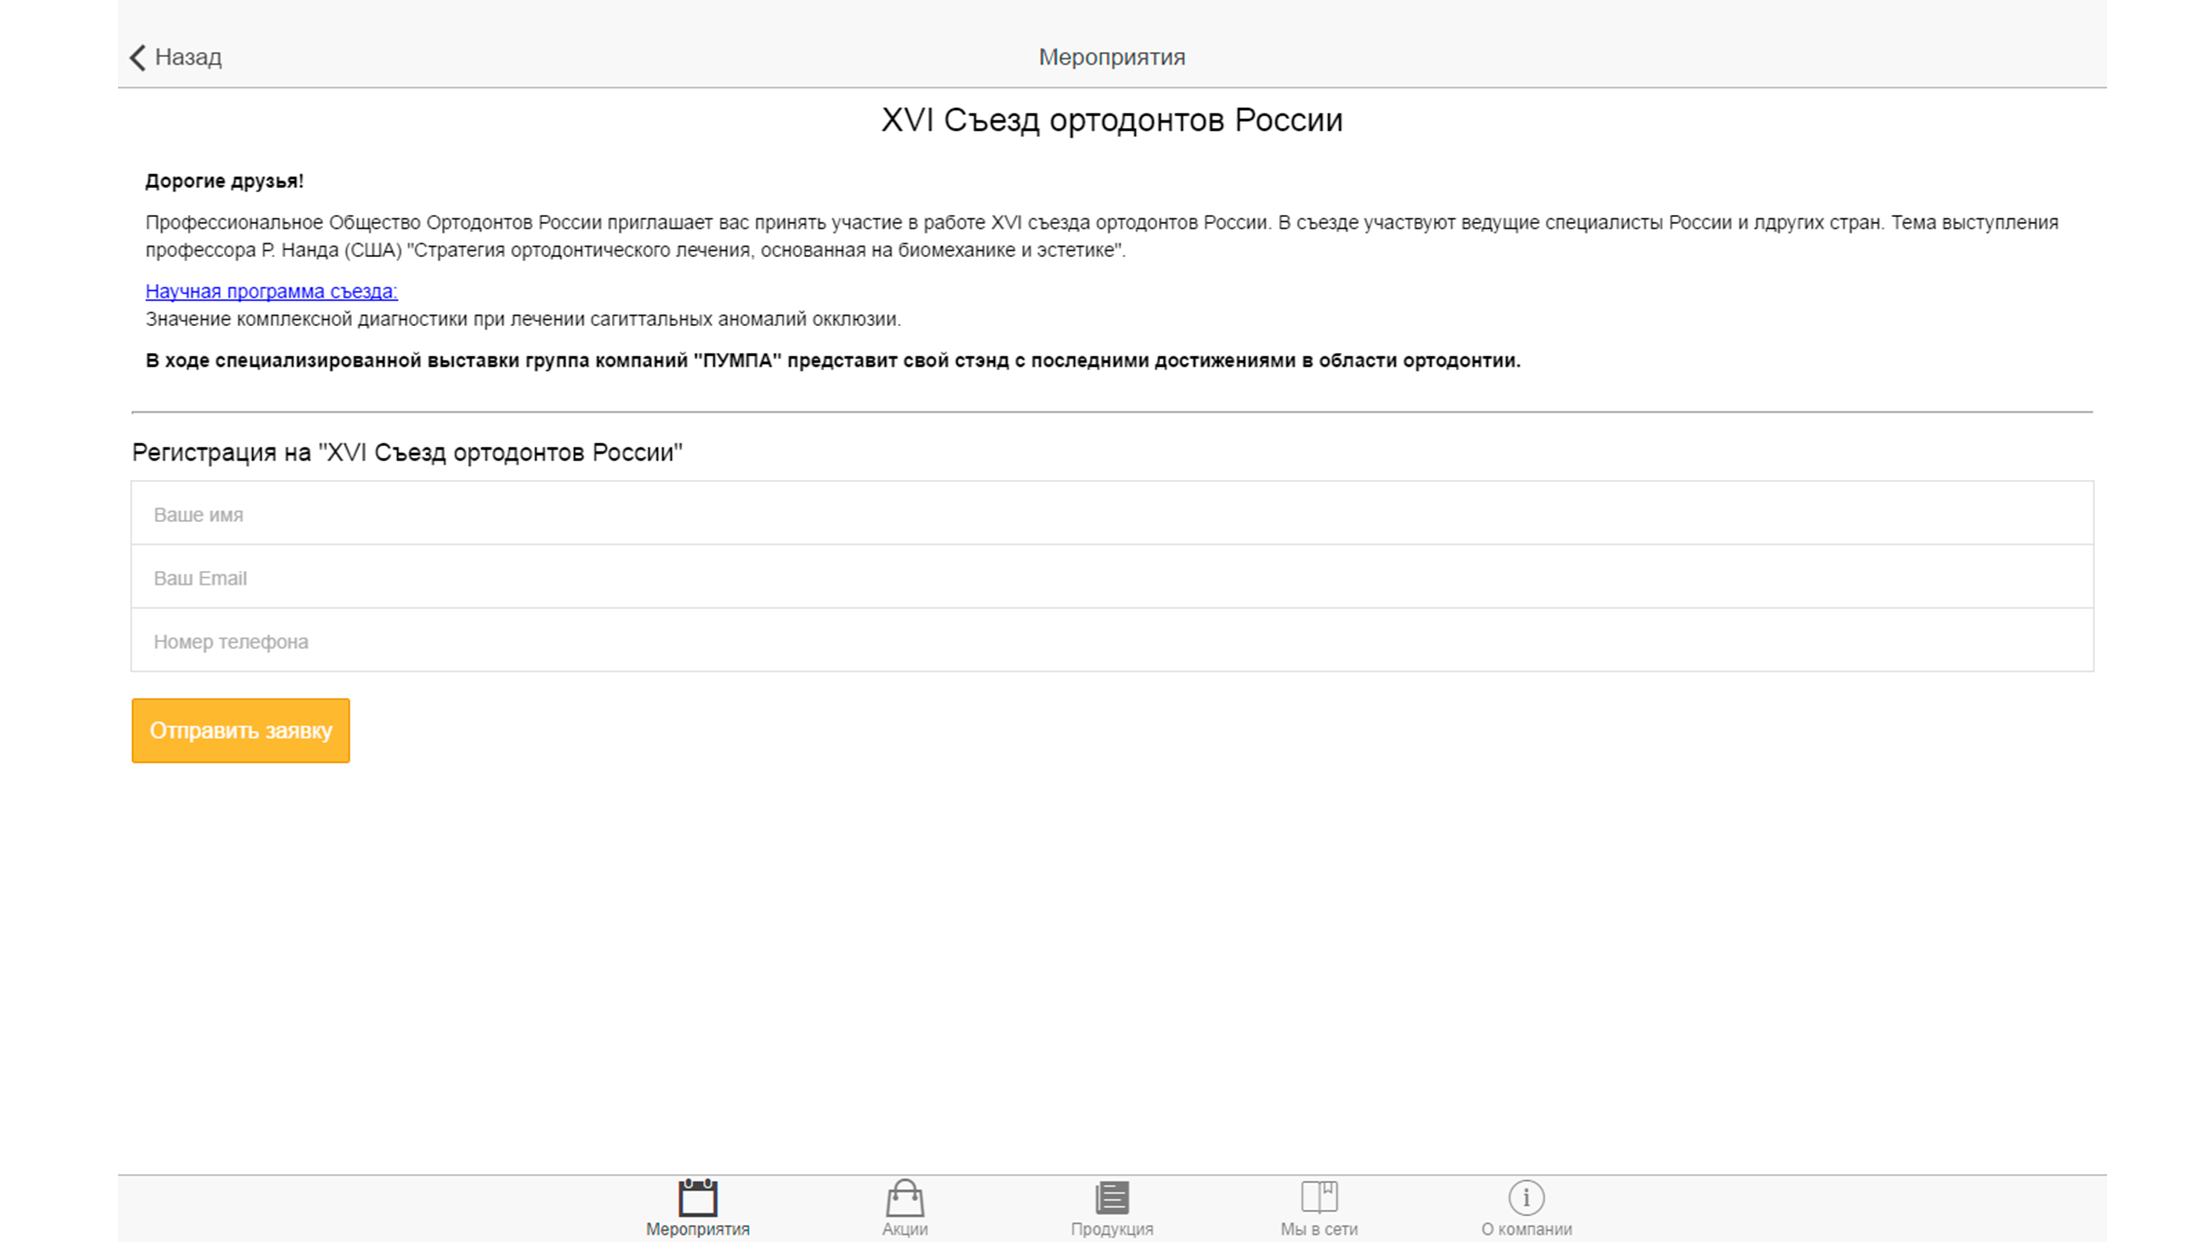 Назад
Мероприятия
XVI Съезд ортодонтов России
Дорогие друзья!
Профессиональное Общество Ортодонтов России приглашает вас принять участие в работе XVI съезда ортодонтов России. В съезде участвуют ведущие специалисты России и лдругих стран. Тема выступления
профессора Р. Нанда (США) "Стратегия ортодонтического лечения, основанная на биомеханике и эстетике".
Научная программа съезда:
Значение комплексной диагностики при лечении сагиттальных аномалий окклюзии.
В ходе специализированной выставки группа компаний "ПУМПА" представит свой стэнд с последними достижениями в области ортодонтии.
Регистрация на "XVI Съезд ортодонтов России"
Ваше имя
Ваш Email
Номер телефона
Отправить заявку
Мероприятия
Акции
Продукция
Мы в сети
О компании